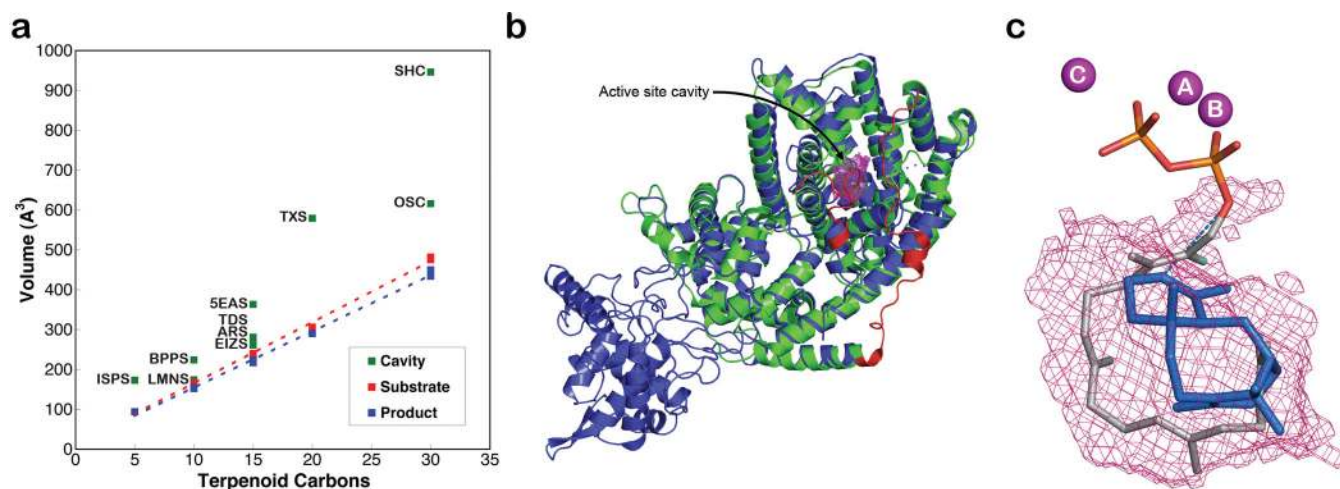 a
1000
900
800
700
600
500
400
300
200
100
0
Volume (Å³)
SHC
OSC
TXS
5EAS
TDS
ARS
EIZS
BPPS
ISPS
LMNS
Cavity
Substrate
Product
0 5 10 15 20 25 30 35
Terpenoid Carbons
b
Active site cavity
c
C
A
B